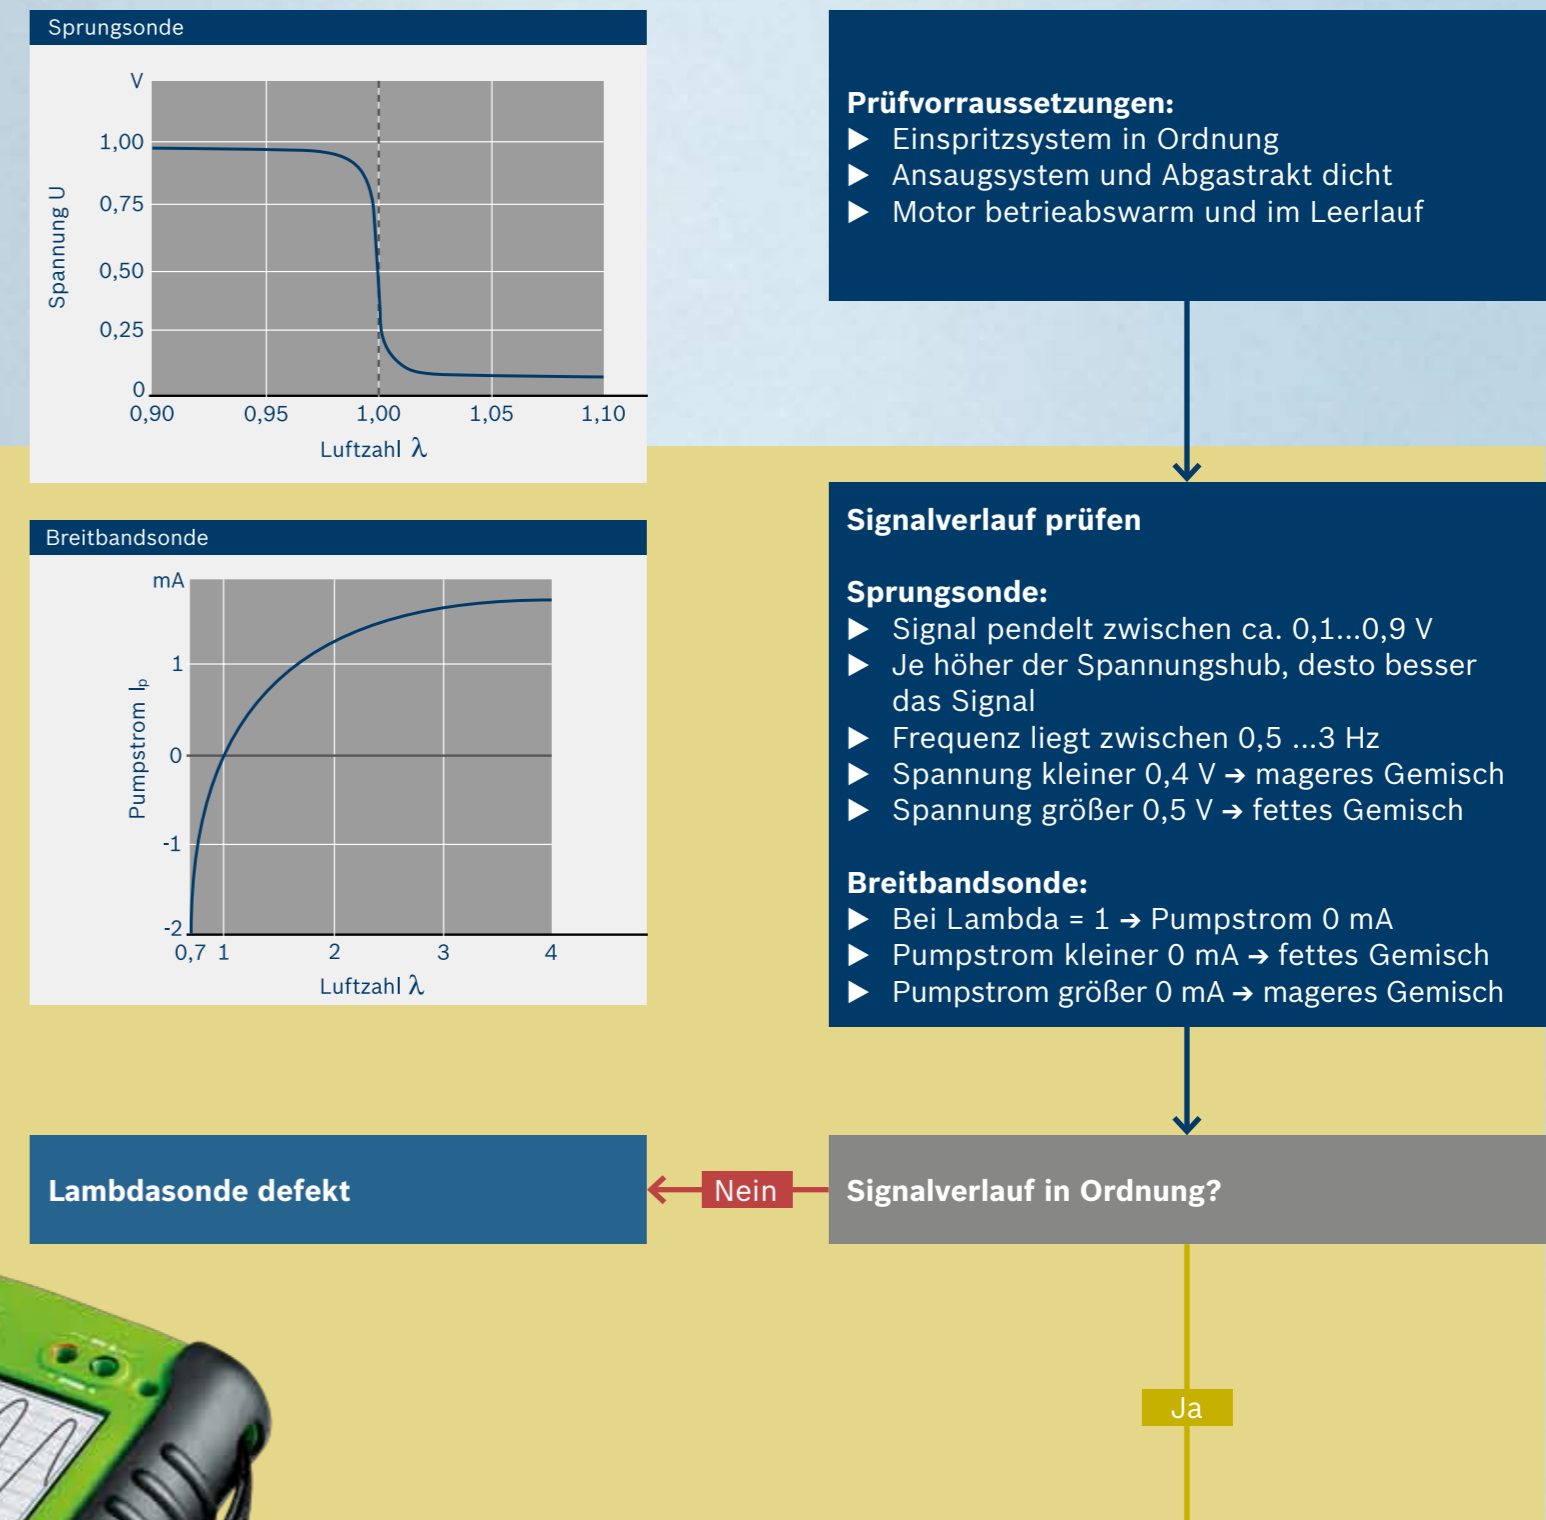 Sprungsonde
V
1,00
0,75
0,50
0,25
0
Spannung U
0,90 0,95 1,00 1,05 1,10
Luftzahl λ
Breitbandsonde
mA
1
0
-1
-2
Pumpstrom Ip
0,7 1 2 3 4
Luftzahl λ
Prüfvorraussetzungen:
▶ Einspritzsystem in Ordnung
▶ Ansaugsystem und Abgastrakt dicht
▶ Motor betrieabswarm und im Leerlauf
Signalverlauf prüfen
Sprungsonde:
▶ Signal pendelt zwischen ca. 0,1...0,9 V
▶ Je höher der Spannungshub, desto besser
das Signal
▶ Frequenz liegt zwischen 0,5 ...3 Hz
▶ Spannung kleiner 0,4 V → mageres Gemisch
▶ Spannung größer 0,5 V → fettes Gemisch
Breitbandsonde:
▶ Bei Lambda = 1 → Pumpstrom 0 mA
▶ Pumpstrom kleiner 0 mA → fettes Gemisch
▶ Pumpstrom größer 0 mA → mageres Gemisch
Signalverlauf in Ordnung?
Nein
Lambdasonde defekt
Ja